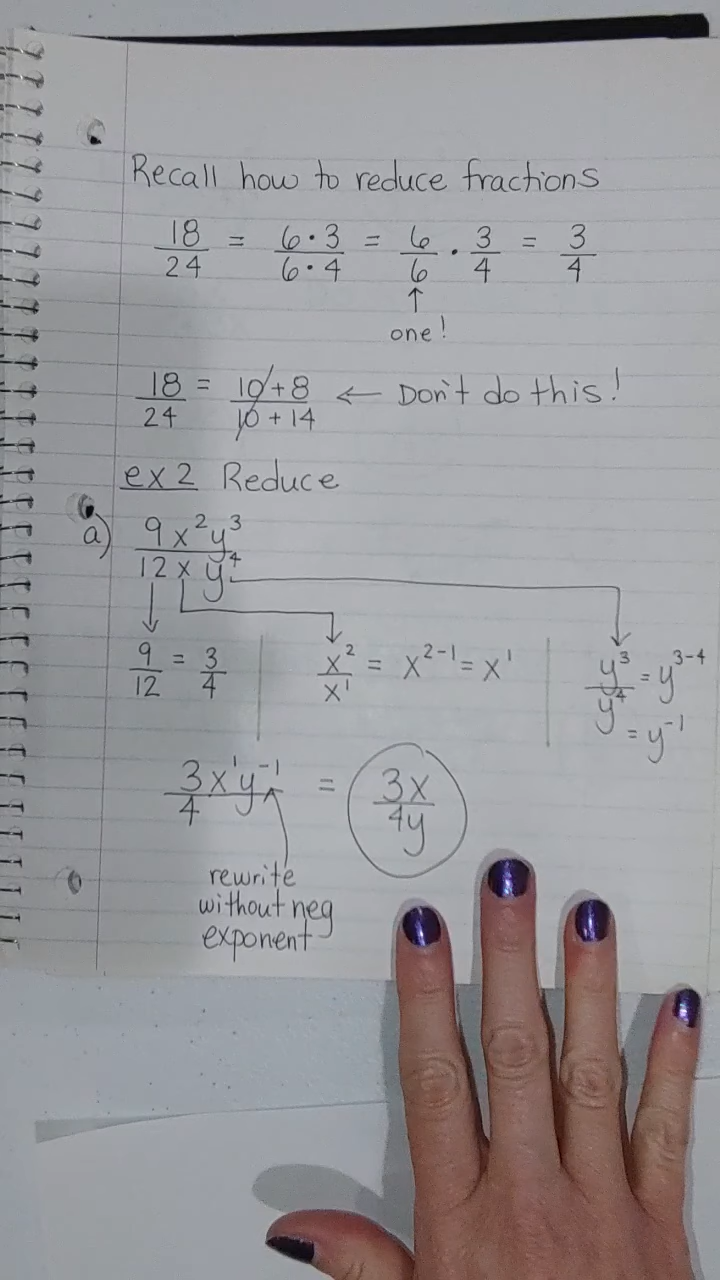 Recall how to reduce fractions
18/24 = 6·3/6·4 = 6/6 · 3/4 = 3/4
↑
one!
18/24 = 10+8/10+14 ← Don't do this!
ex 2 Reduce
a) 9x²y³/12xy⁴
9/12 = 3/4 | x²/x¹ = x²⁻¹ = x¹ | y³/y⁴ = y³⁻⁴
= y⁻¹
3x¹y⁻¹/4 = 3x/4y
rewrite
without neg
exponent